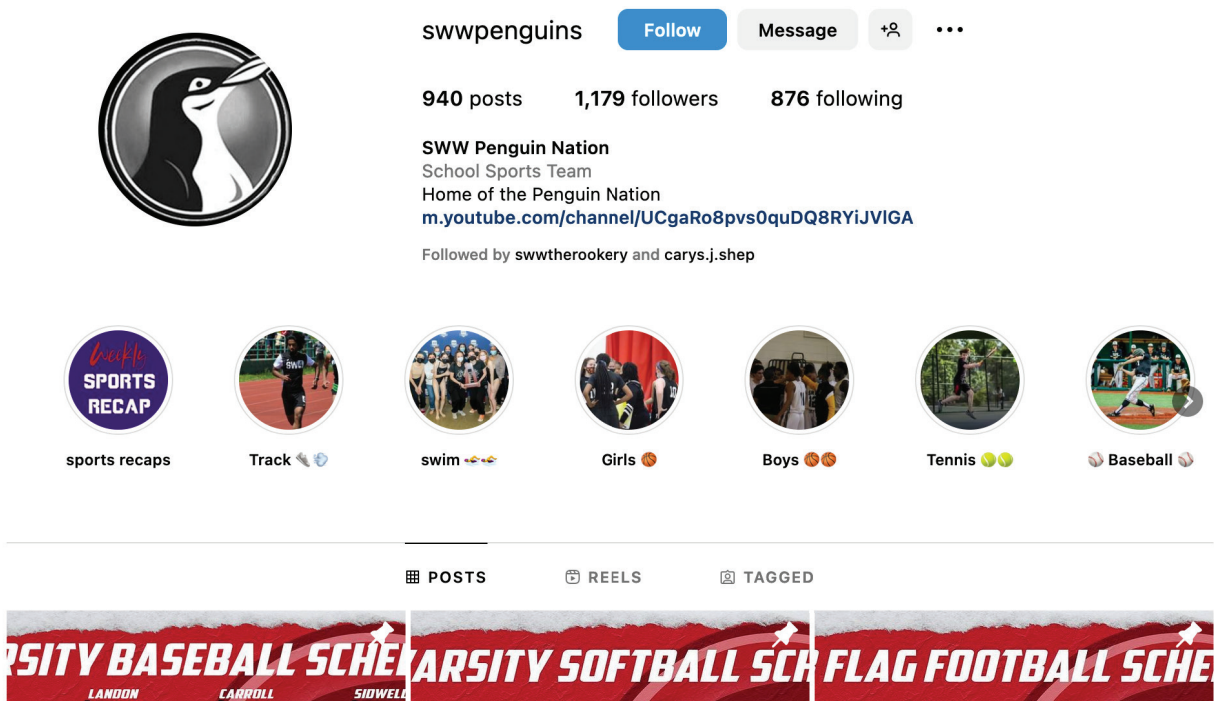 swwpenguins Follow Message
940 posts 1,179 followers 876 following
SWW Penguin Nation
School Sports Team
Home of the Penguin Nation
m.youtube.com/channel/UCgaRo8pvs0quDQ8RYiJVlGA
Followed by swwtherookery and carys.j.shep
Weekly
SPORTS
RECAP
sports recaps Track swim Girls 🏀 Boys 🏀🏀 Tennis 🎾🎾 ⚾ Baseball ⚾
POSTS REELS TAGGED
RSITY BASEBALL SCHE
LANDON CARROLL SIDWELL
VARSITY SOFTBALL SCH
FLAG FOOTBALL SCHE